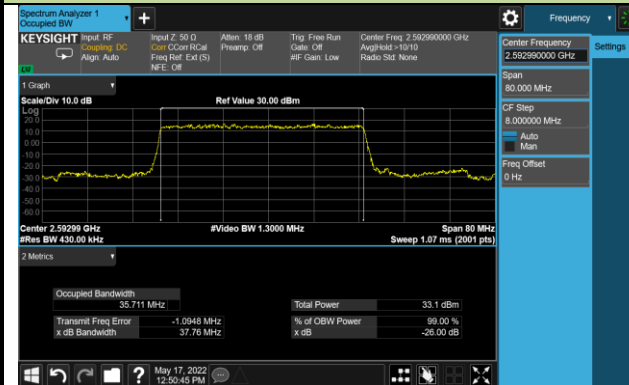 Spectrum Analyzer 1
Occupied BW
Frequency
KEYSIGHT
Input: RF
Coupling: DC
Align: Auto
Input Z: 50 Ω
Corr CCorr RCal
Freq Ref: Ext (S)
NFE: Off
Atten: 18 dB
Preamp: Off
Trig: Free Run
Gate: Off
#IF Gain: Low
Center Freq: 2.592990000 GHz
Avg|Hold:>10/10
Radio Std: None
Center Frequency
2.592990000 GHz
Settings
Span
80.000 MHz
CF Step
8.000000 MHz
Auto
Man
Freq Offset
0 Hz
1 Graph
Scale/Div 10.0 dB
Ref Value 30.00 dBm
Log
20.0
10.0
0.00
-10.0
-20.0
-30.0
-40.0
-50.0
-60.0
Center 2.59299 GHz
#Video BW 1.3000 MHz
Span 80 MHz
#Res BW 430.00 kHz
Sweep 1.07 ms (2001 pts)
2 Metrics
Occupied Bandwidth
35.711 MHz
Total Power
33.1 dBm
Transmit Freq Error
-1.0948 MHz
% of OBW Power
99.00 %
x dB Bandwidth
37.76 MHz
x dB
-26.00 dB
?
May 17, 2022
12:50:45 PM